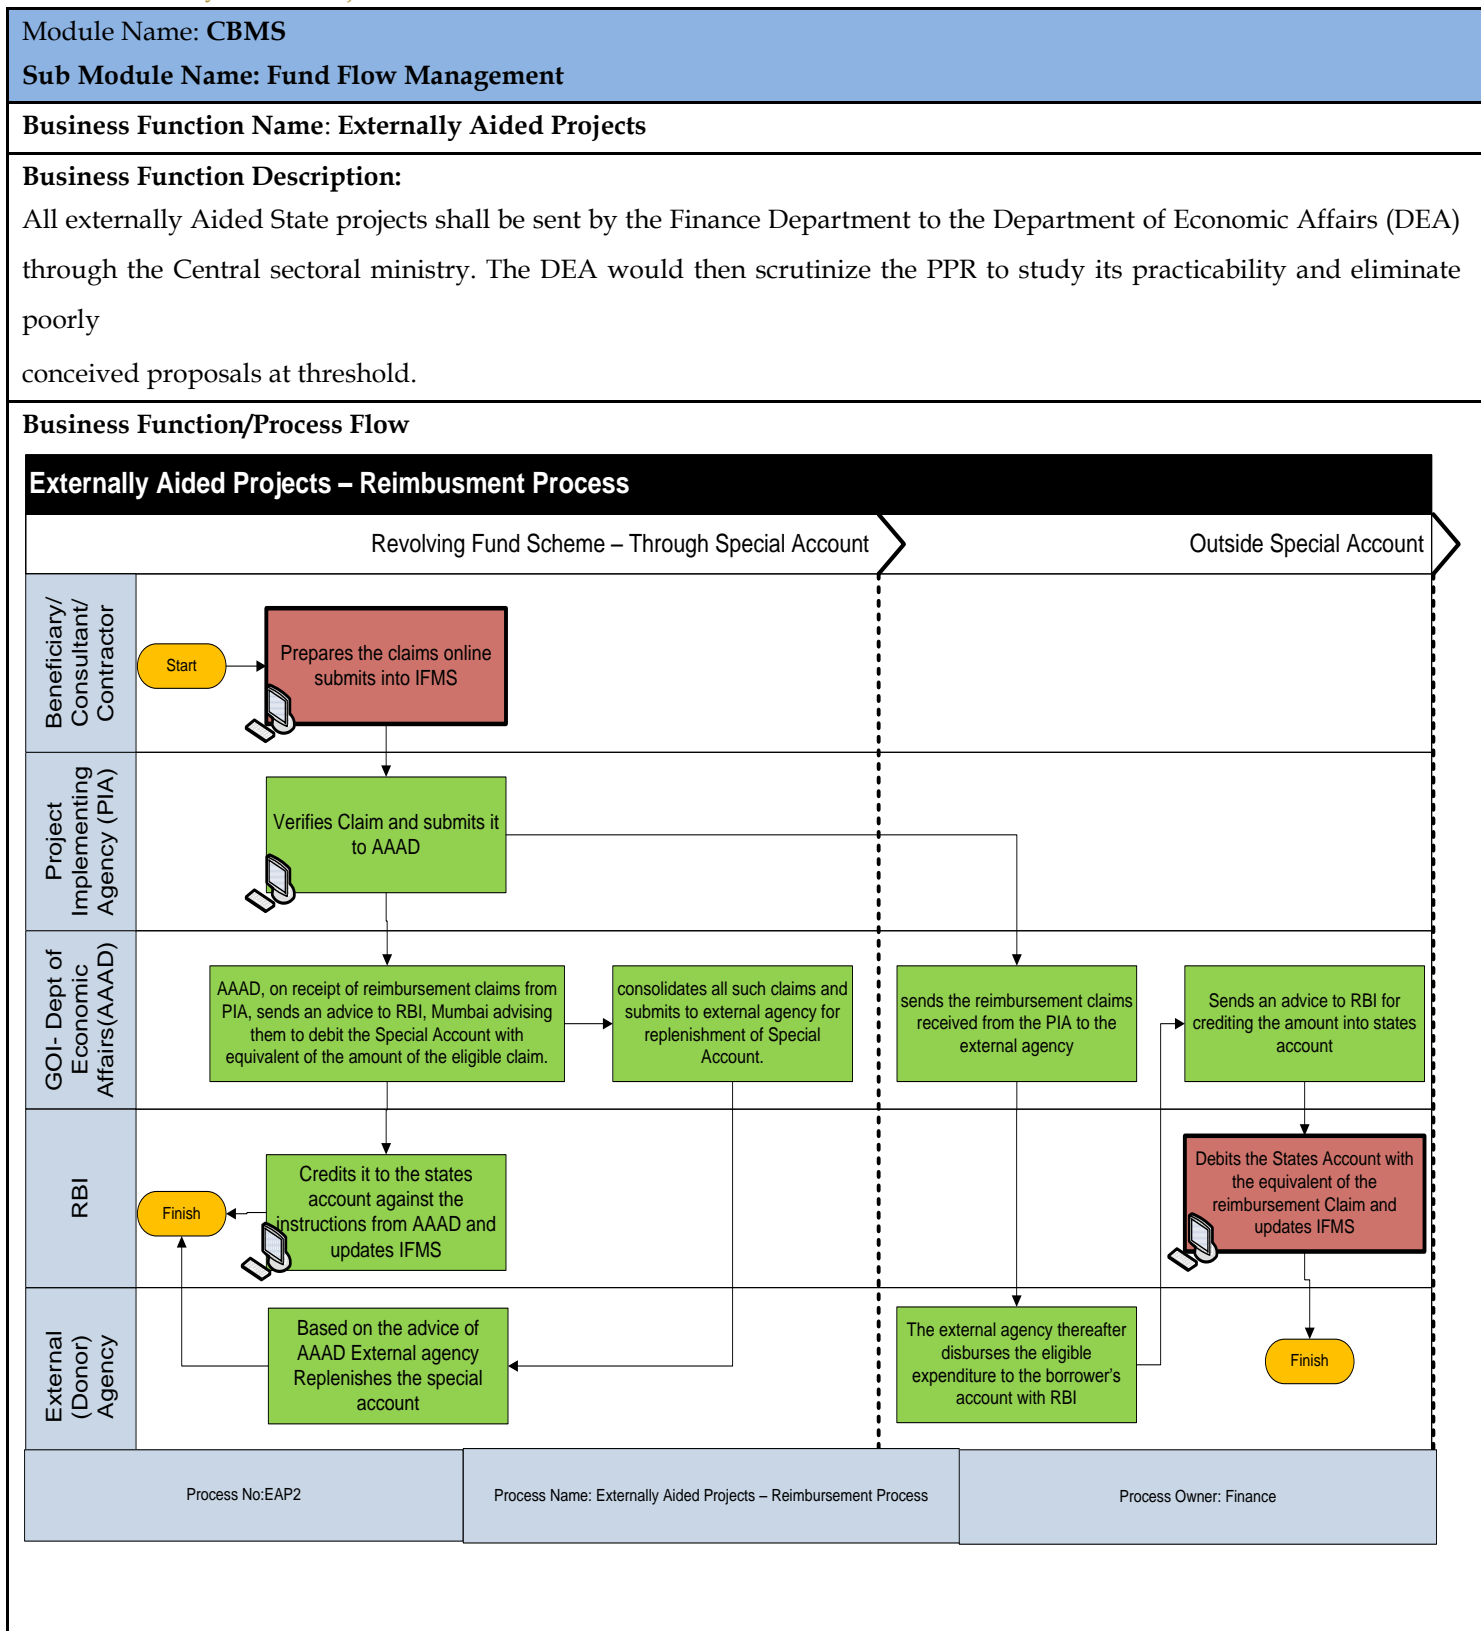 Module Name: CBMS
Sub Module Name: Fund Flow Management
Business Function Name: Externally Aided Projects
Business Function Description:
All externally Aided State projects shall be sent by the Finance Department to the Department of Economic Affairs (DEA)
through the Central sectoral ministry. The DEA would then scrutinize the PPR to study its practicability and eliminate
poorly
conceived proposals at threshold.
Business Function/Process Flow
Externally Aided Projects – Reimbusment Process
Revolving Fund Scheme – Through Special Account
Outside Special Account
Beneficiary/
Consultant/
Contractor
Start
Prepares the claims online
submits into IFMS
Project
Implementing
Agency (PIA)
Verifies Claim and submits it
to AAAD
GOI- Dept of
Economic
Affairs(AAAD)
AAAD, on receipt of reimbursement claims from
PIA, sends an advice to RBI, Mumbai advising
them to debit the Special Account with
equivalent of the amount of the eligible claim.
consolidates all such claims and
submits to external agency for
replenishment of Special
Account.
sends the reimbursement claims
received from the PIA to the
external agency
Sends an advice to RBI for
crediting the amount into states
account
RBI
Finish
Credits it to the states
account against the
instructions from AAAD and
updates IFMS
Debits the States Account with
the equivalent of the
reimbursement Claim and
updates IFMS
External
(Donor)
Agency
Based on the advice of
AAAD External agency
Replenishes the special
account
The external agency thereafter
disburses the eligible
expenditure to the borrower's
account with RBI
Finish
Process No:EAP2
Process Name: Externally Aided Projects – Reimbursement Process
Process Owner: Finance